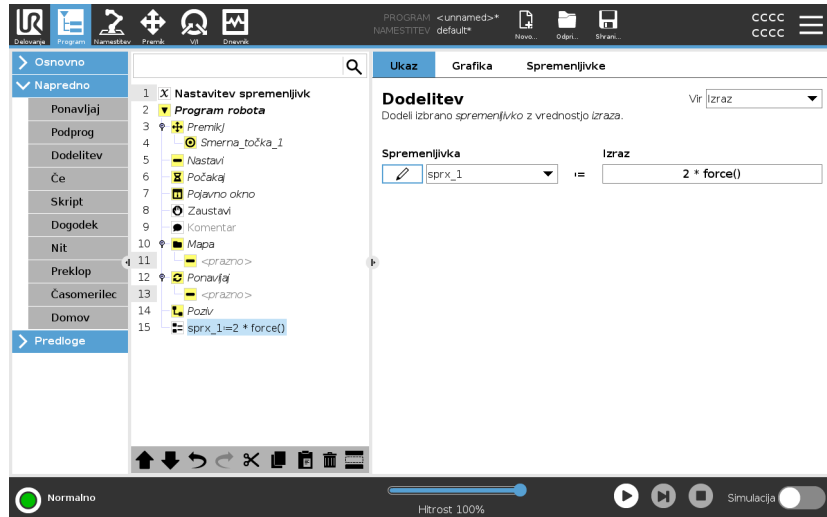 UR
PROGRAM <unnamed>*
NAMESTITEV default*
CCCC
CCCC
Delovanje Program Namestitev Premik V/I Dnevnik Novo... Odpri... Shrani...
Osnovno
Napredno
Ponavljaj
Podprog
Dodelitev
Če
Skript
Dogodek
Nit
Preklop
Časomerilec
Domov
Predloge
1 X Nastavitev spremenljivk
2 Program robota
3 PremikJ
4 Smerna_točka_1
5 Nastavi
6 Počakaj
7 Pojavno okno
8 Zaustavi
9 Komentar
10 Mapa
11 <prazno>
12 Ponavljaj
13 <prazno>
14 Poziv
15 sprx_1≔2 * force()
Ukaz Grafika Spremenljivke
Dodelitev
Vir Izraz
Dodeli izbrano spremenljivko z vrednostjo izraza.
Spremenljivka Izraz
sprx_1 ≔ 2 * force()
Normalno
Hitrost 100%
Simulacija